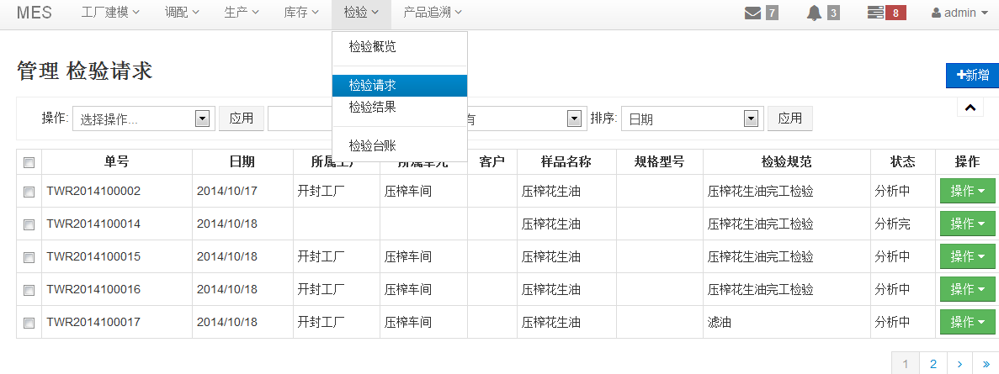 MES 工厂建模 调配 生产 库存 检验 产品追溯 7 3 8 admin
检验概览
管理 检验请求
检验请求
新增
检验结果
操作: 选择操作... 应用 有 排序: 日期 应用
检验台账
单号 日期 所属工厂 所属单元 客户 样品名称 规格型号 检验规范 状态 操作
TWR2014100002 2014/10/17 开封工厂 压榨车间 压榨花生油 压榨花生油完工检验 分析中 操作
TWR2014100014 2014/10/18 压榨花生油 压榨花生油完工检验 分析完 操作
TWR2014100015 2014/10/18 开封工厂 压榨车间 压榨花生油 压榨花生油完工检验 分析中 操作
TWR2014100016 2014/10/18 开封工厂 压榨车间 压榨花生油 压榨花生油完工检验 分析中 操作
TWR2014100017 2014/10/18 开封工厂 压榨车间 压榨花生油 滤油 分析中 操作
1 2 › »